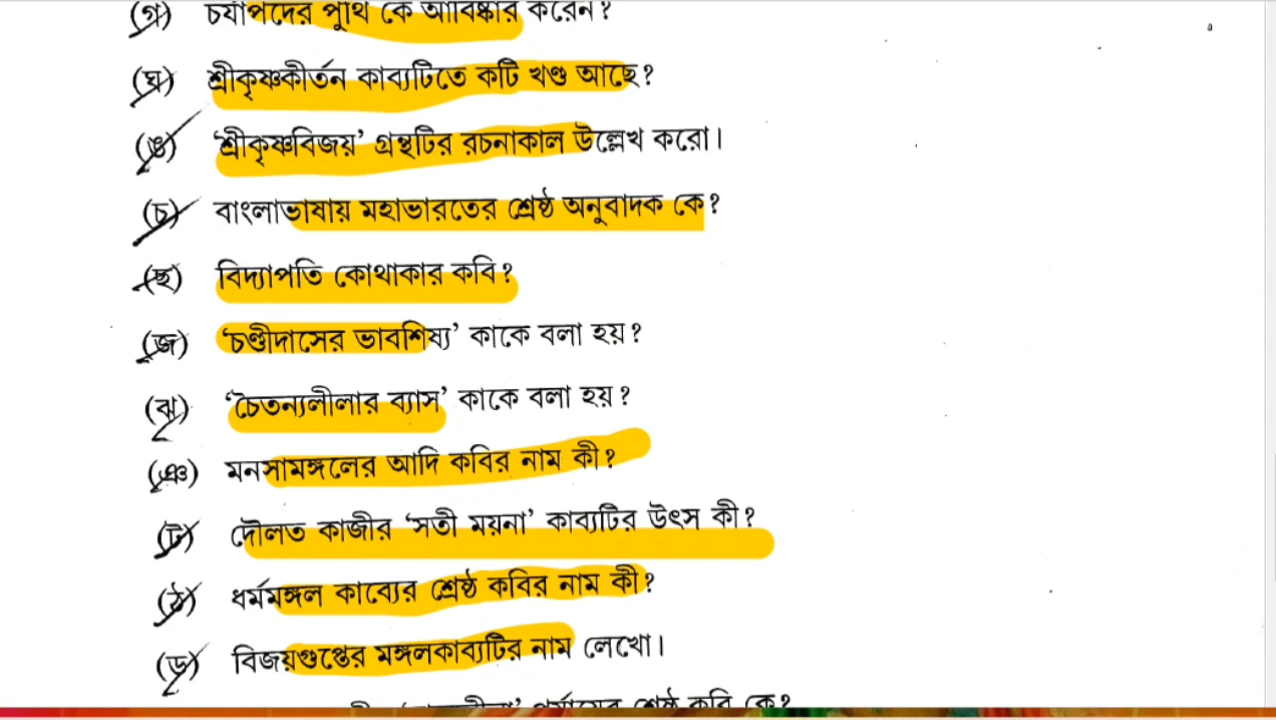 (গ) চর্যাপদের পুঁথি কে আবিষ্কার করেন?
(ঘ) শ্রীকৃষ্ণকীর্তন কাব্যটিতে কটি খণ্ড আছে?
(ঙ) ‘শ্রীকৃষ্ণবিজয়’ গ্রন্থটির রচনাকাল উল্লেখ করো।
(চ) বাংলাভাষায় মহাভারতের শ্রেষ্ঠ অনুবাদক কে?
(ছ) বিদ্যাপতি কোথাকার কবি?
(জ) ‘চণ্ডীদাসের ভাবশিষ্য’ কাকে বলা হয়?
(ঝ) ‘চৈতন্যলীলার ব্যাস’ কাকে বলা হয়?
(ঞ) মনসামঙ্গলের আদি কবির নাম কী?
(ট) দৌলত কাজীর ‘সতী ময়না’ কাব্যটির উৎস কী?
(ঠ) ধর্মমঙ্গল কাব্যের শ্রেষ্ঠ কবির নাম কী?
(ড) বিজয়গুপ্তের মঙ্গলকাব্যটির নাম লেখো।
পর্যায়ের শ্রেষ্ঠ কবি কে?